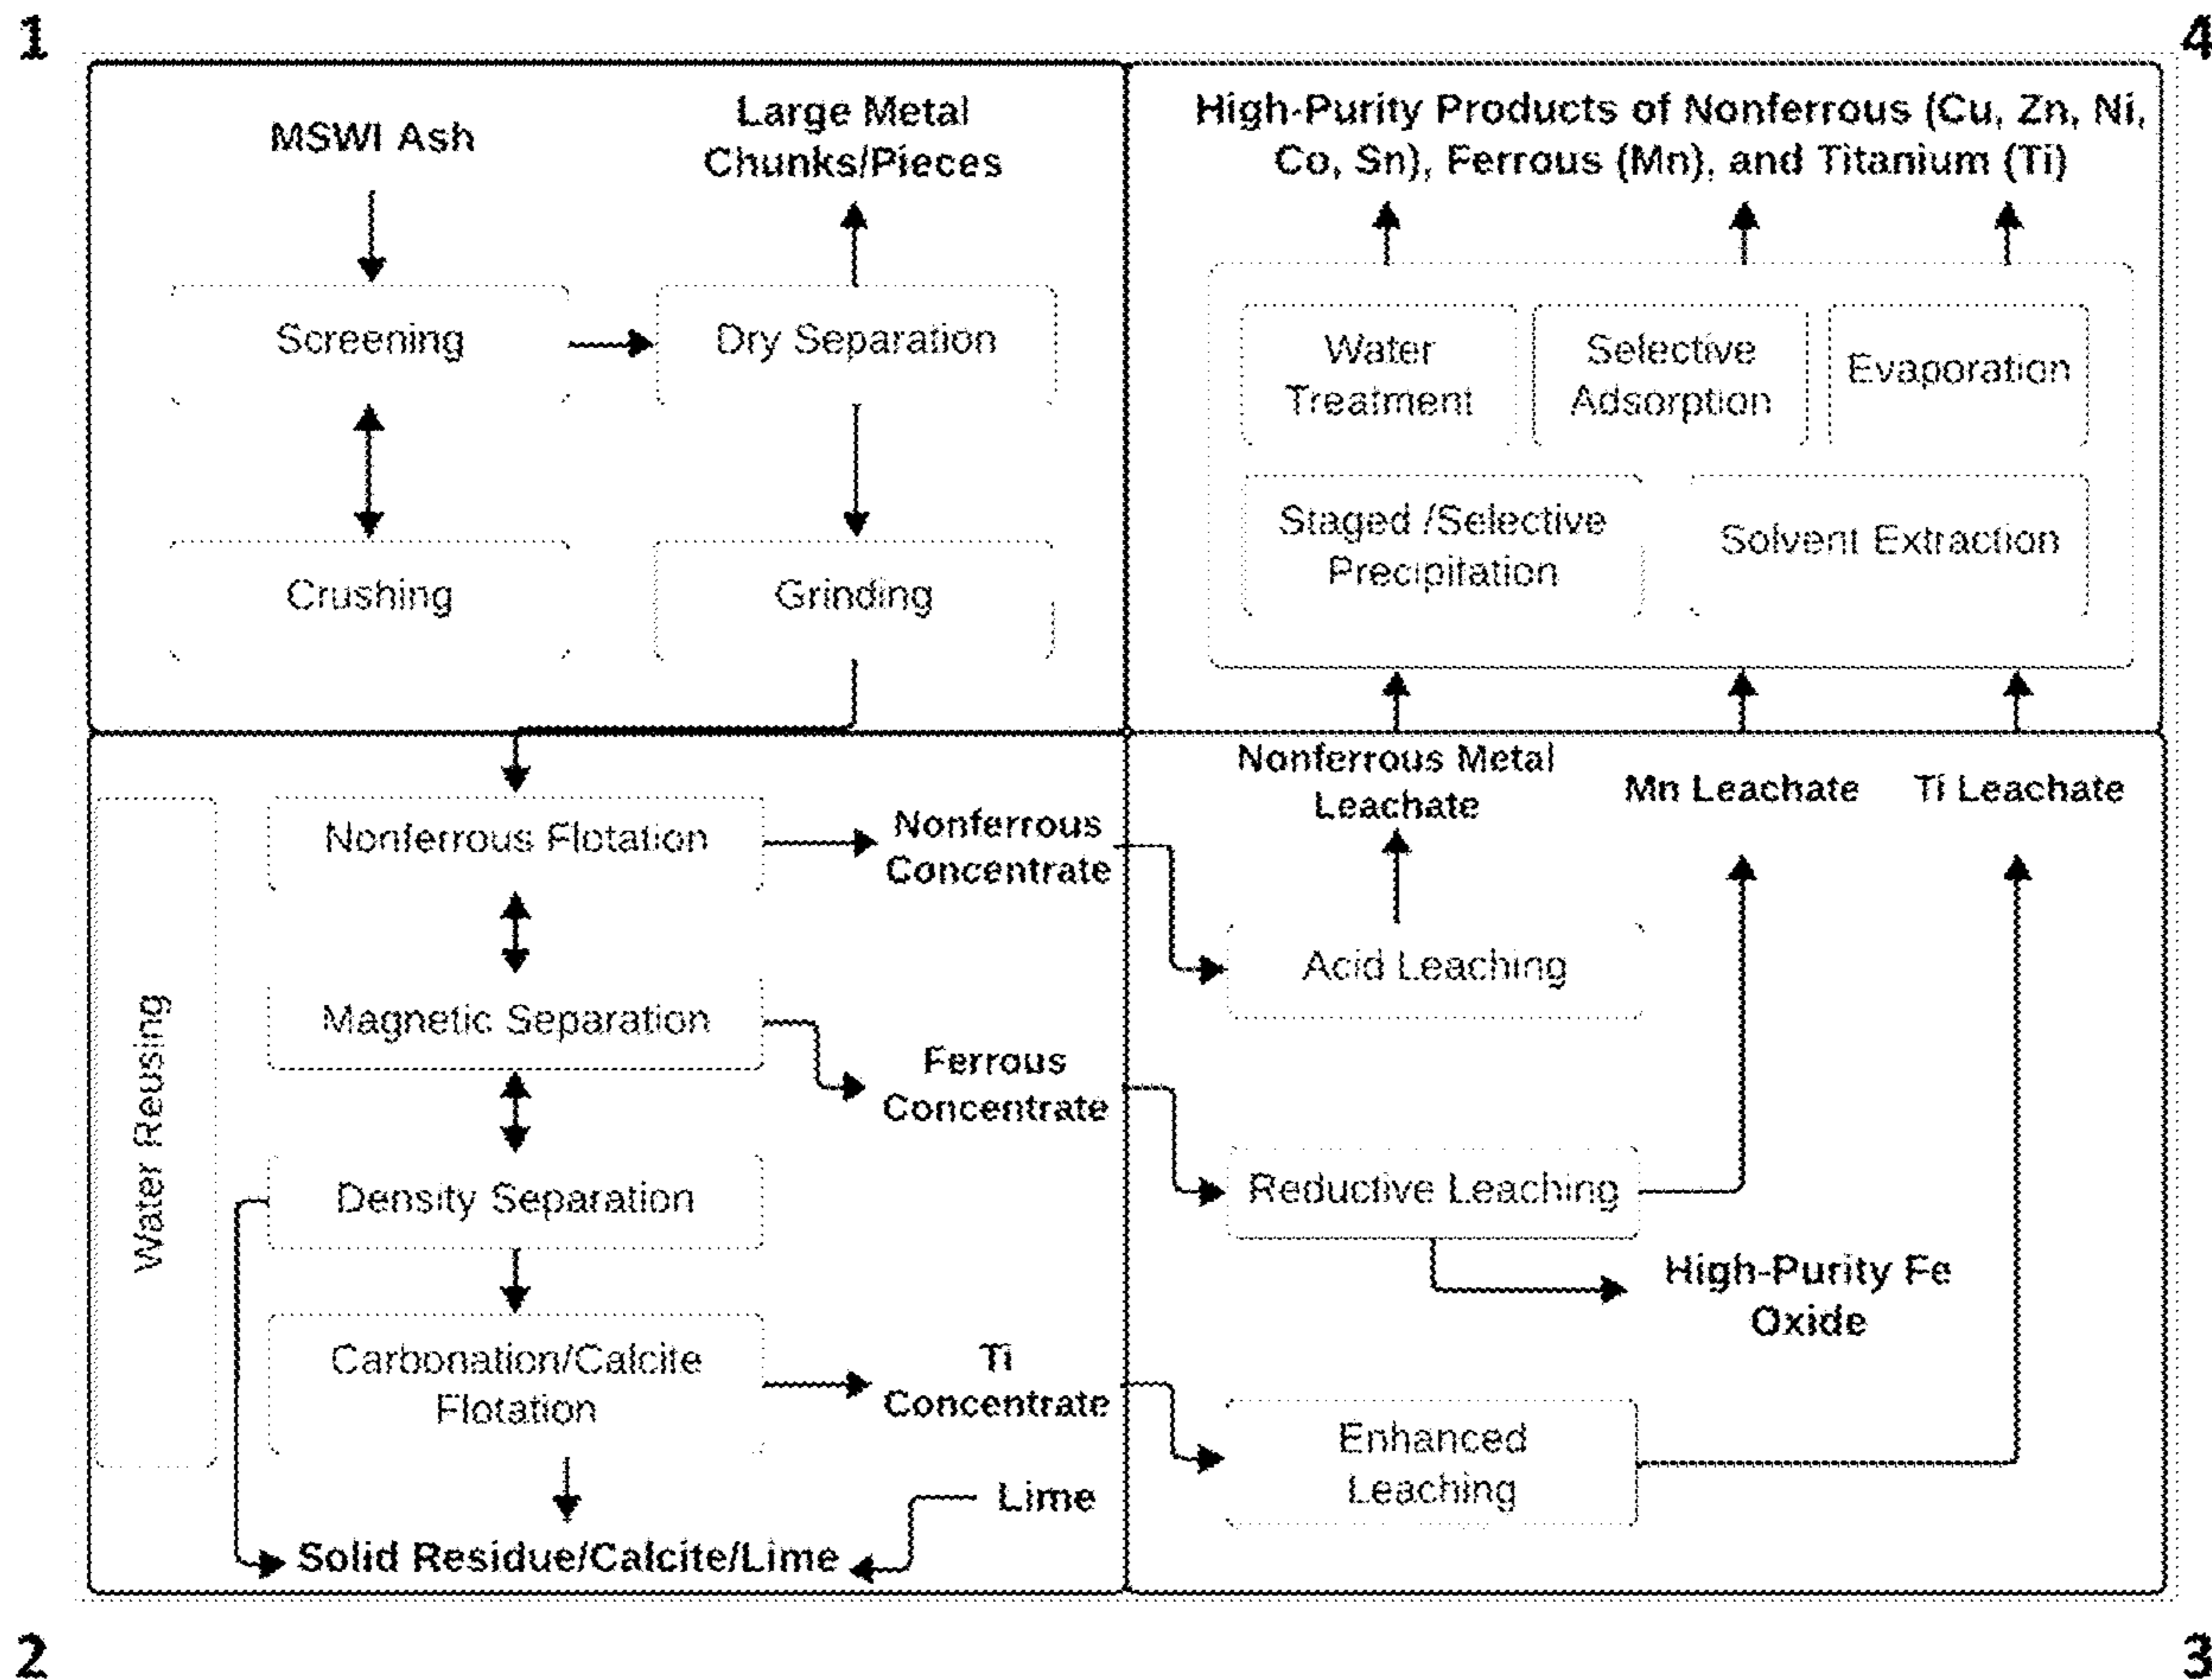 1
4
MSWI Ash
Large Metal
Chunks/Pieces
Screening
Dry Separation
Crushing
Grinding
High-Purity Products of Nonferrous (Cu, Zn, Ni,
Co, Sn), Ferrous (Mn), and Titanium (Ti)
Water
Treatment
Selective
Adsorption
Evaporation
Staged /Selective
Precipitation
Solvent Extraction
Water Reusing
Nonferrous Flotation
Nonferrous
Concentrate
Magnetic Separation
Ferrous
Concentrate
Density Separation
Carbonation/Calcite
Flotation
Ti
Concentrate
Lime
Solid Residue/Calcite/Lime
Nonferrous Metal
Leachate
Mn Leachate
Ti Leachate
Acid Leaching
Reductive Leaching
High-Purity Fe
Oxide
Enhanced
Leaching
2
3